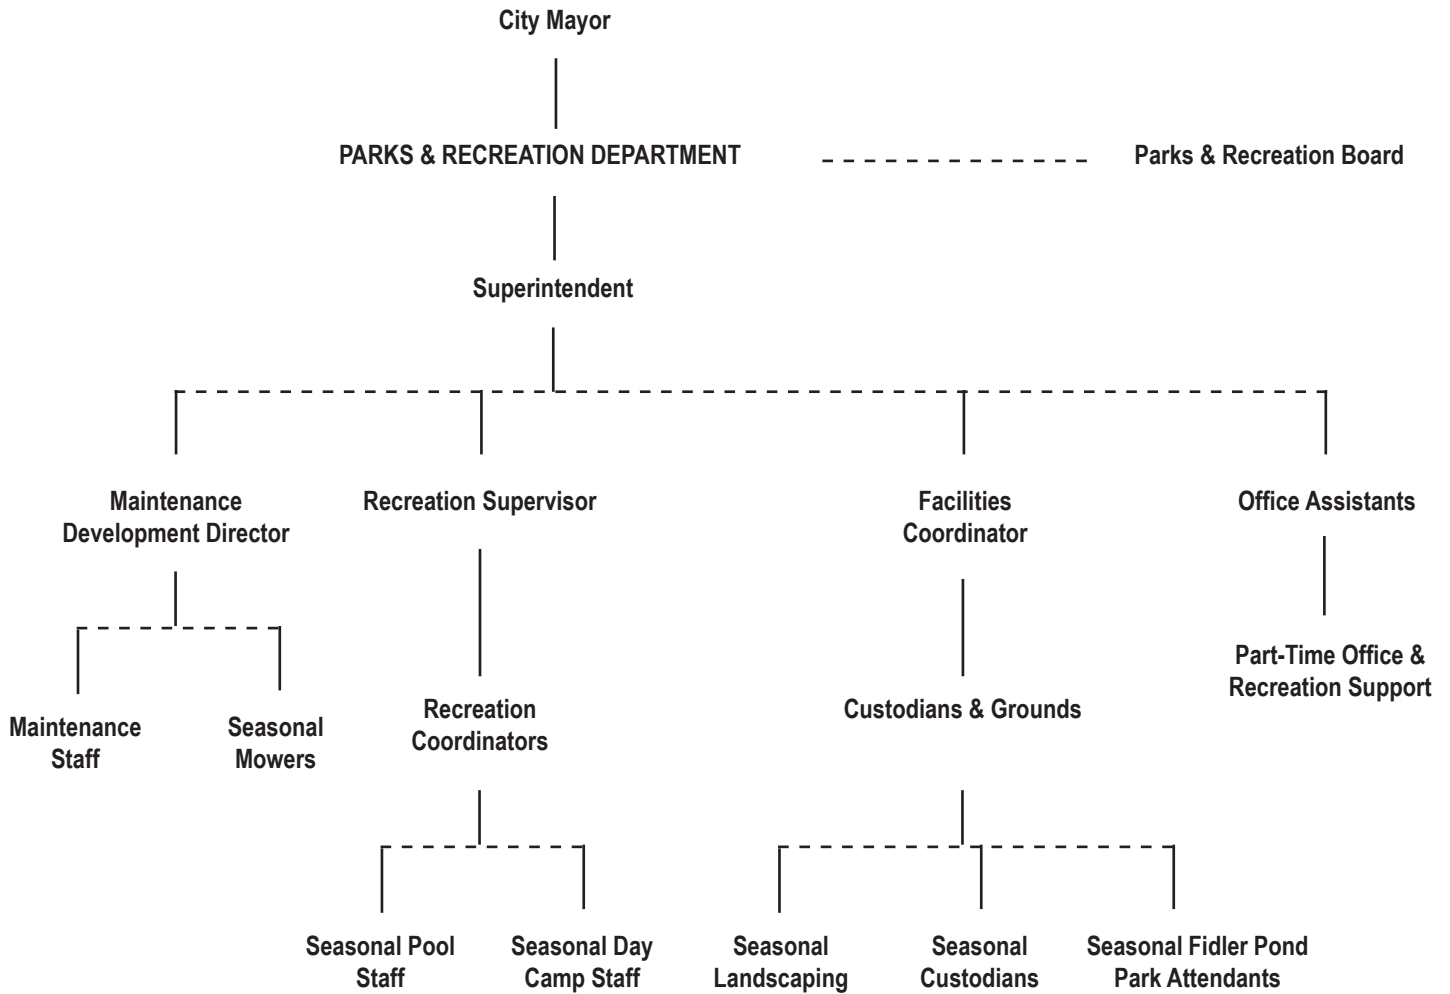 City Mayor
PARKS & RECREATION DEPARTMENT
Parks & Recreation Board
Superintendent
Maintenance
Development Director
Recreation Supervisor
Facilities
Coordinator
Office Assistants
Part-Time Office &
Recreation Support
Maintenance
Staff
Seasonal
Mowers
Recreation
Coordinators
Custodians & Grounds
Seasonal Pool
Staff
Seasonal Day
Camp Staff
Seasonal
Landscaping
Seasonal
Custodians
Seasonal Fidler Pond
Park Attendants